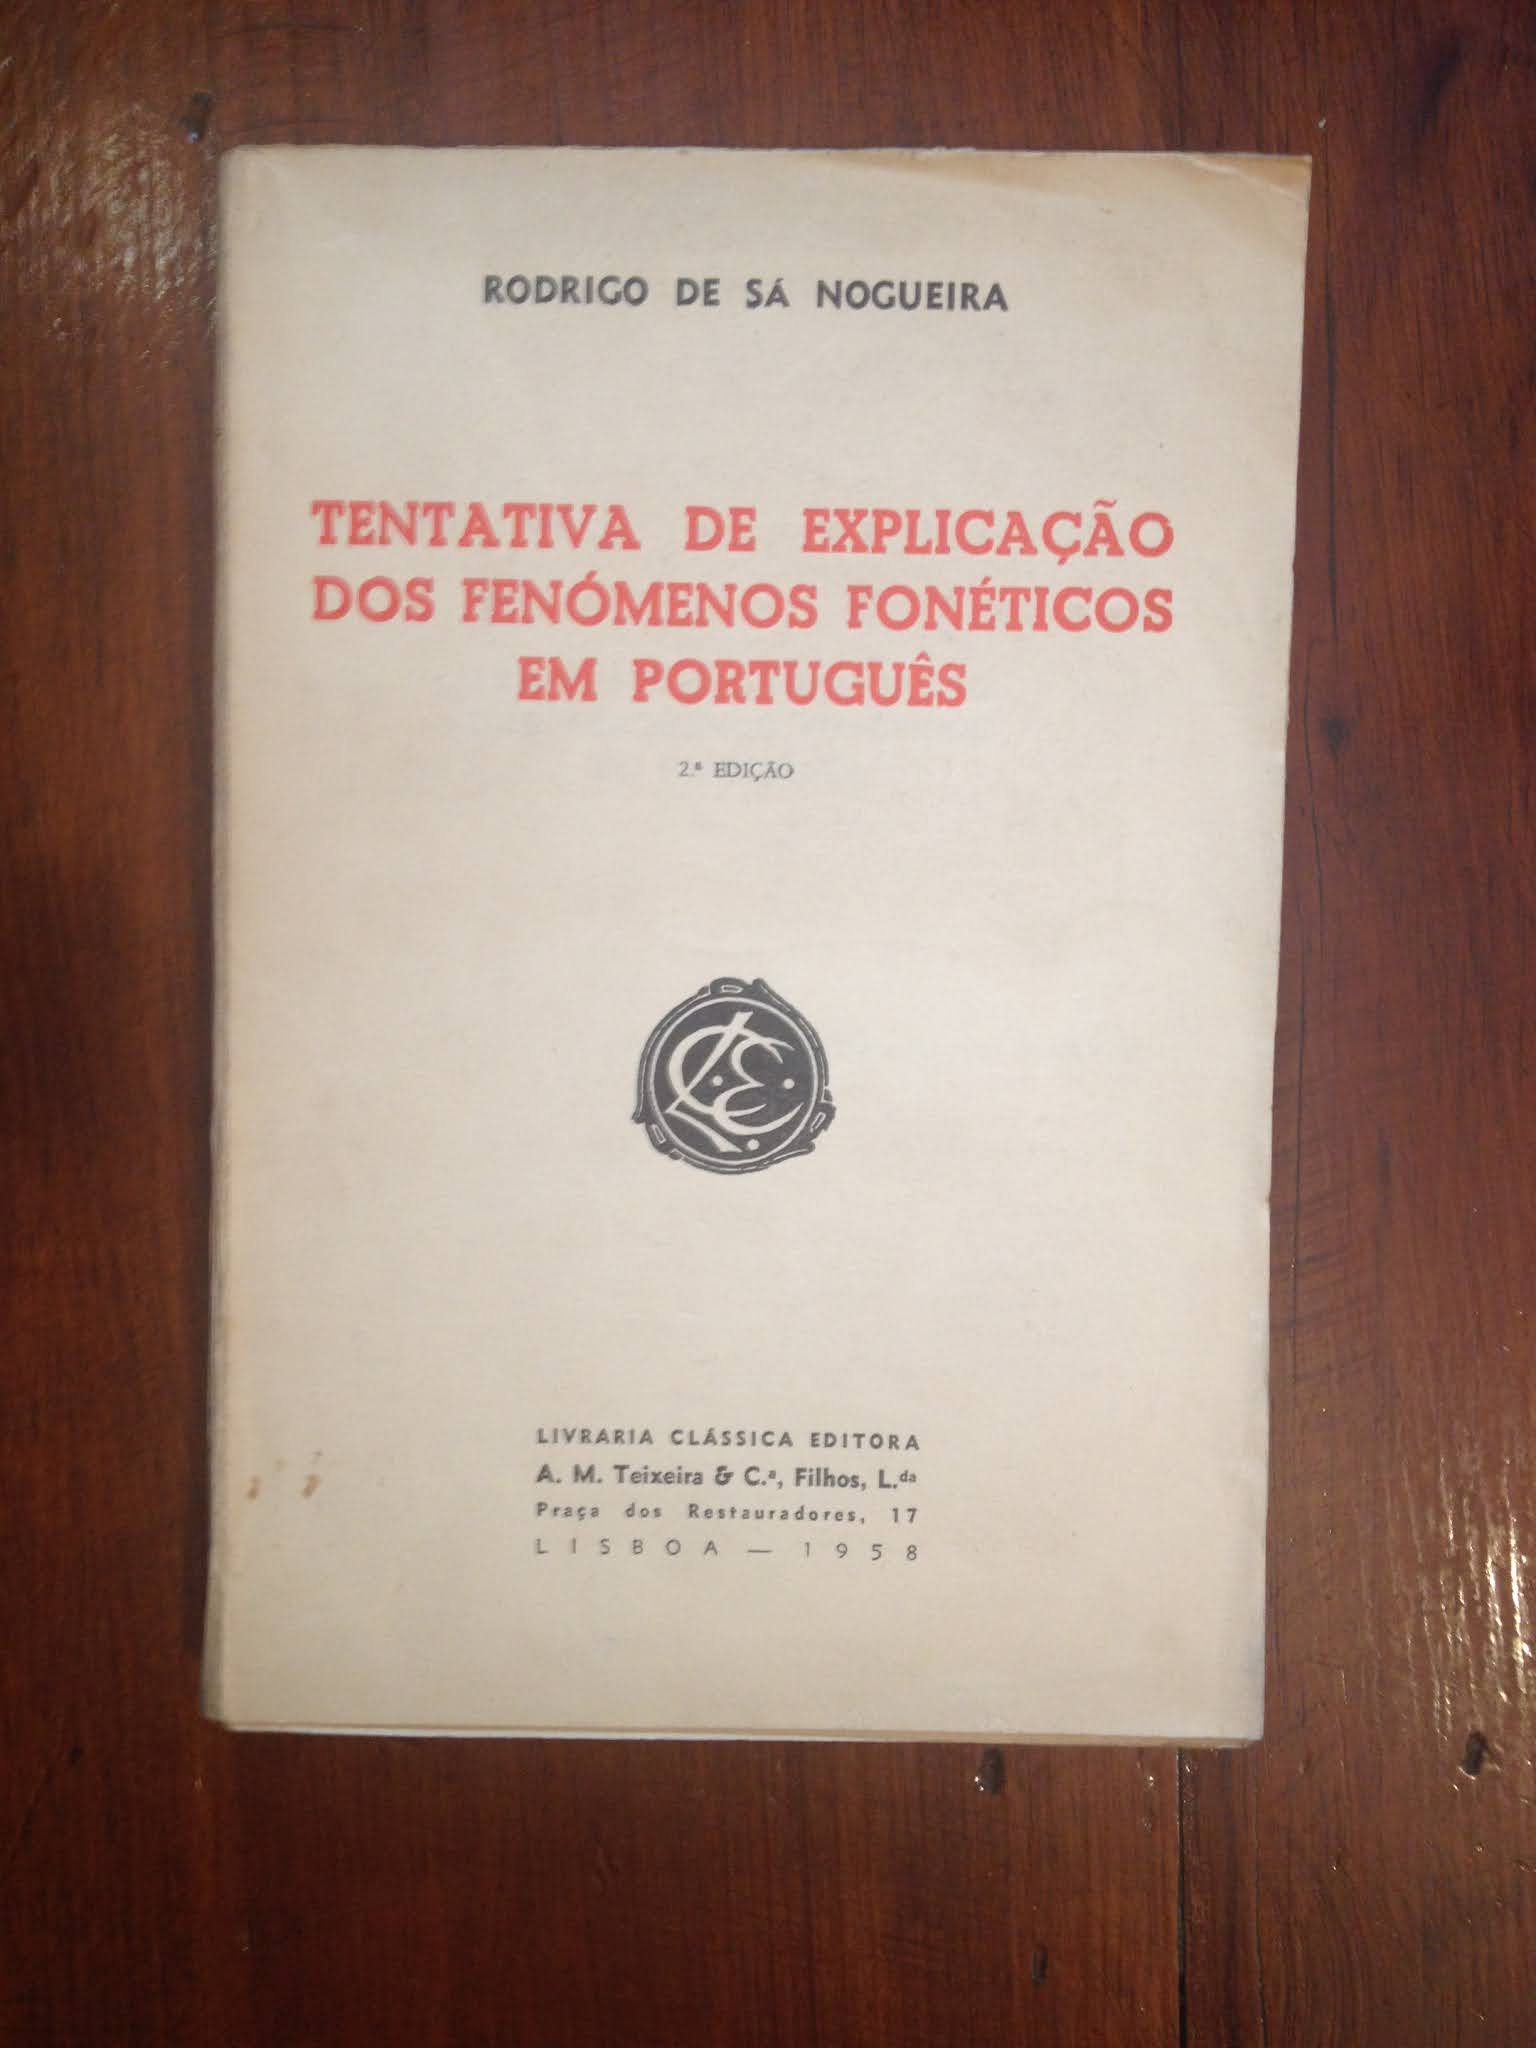 RODRIGO DE SÁ NOGUEIRA
TENTATIVA DE EXPLICAÇÃO
DOS FENÓMENOS FONÉTICOS
EM PORTUGUÊS
2.ª EDIÇÃO
L.C.E.
LIVRARIA CLÁSSICA EDITORA
A. M. Teixeira & C.ª, Filhos, L.da
Praça dos Restauradores, 17
LISBOA — 1958